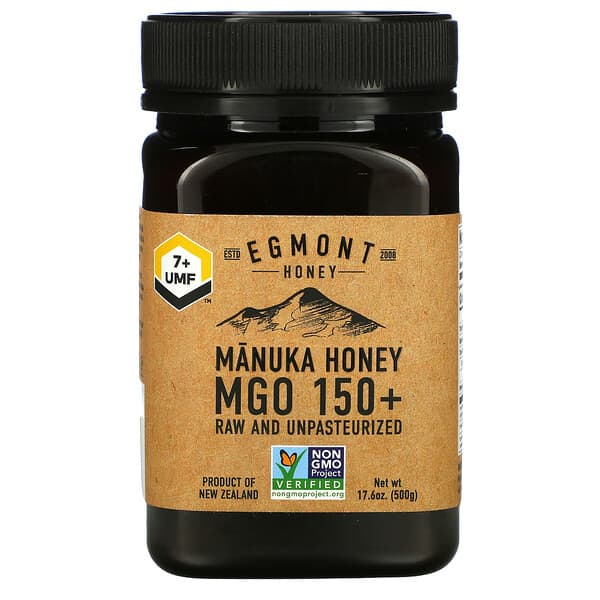 7+
UMF
™
ESTD EGMONT 2008
HONEY
MĀNUKA HONEY
MGO 150+
RAW AND UNPASTEURIZED
PRODUCT OF
NEW ZEALAND
NON
GMO
Project
VERIFIED
nongmoproject.org
Net wt
17.6oz. (500g)